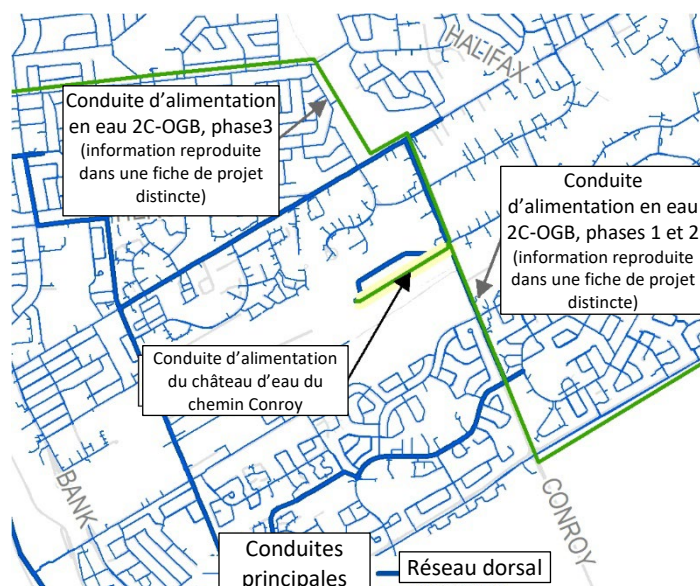 HALIFAX
Conduite d'alimentation
en eau 2C-OGB, phase3
(information reproduite
dans une fiche de projet
distincte)
Conduite
d'alimentation en eau
2C-OGB, phases 1 et 2
(information reproduite
dans une fiche de projet
distincte)
Conduite d'alimentation
du château d'eau du
chemin Conroy
BANK
CONROY
Conduites
principales
Réseau dorsal